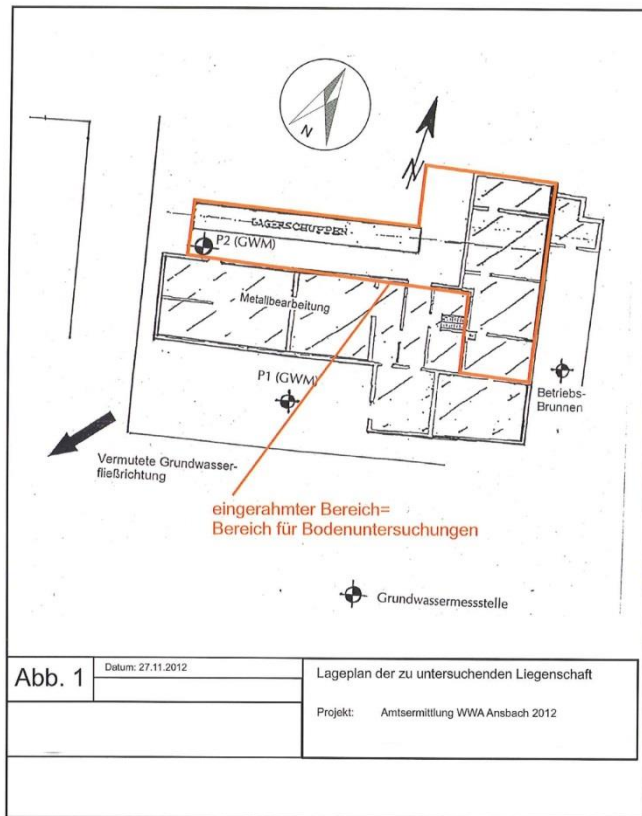 N
N
LAGERSCHUPPEN
P2 (GWM)
Metallbearbeitung
P1 (GWM)
Betriebs-
Brunnen
Vermutete Grundwasser-
fließrichtung
eingerahmter Bereich=
Bereich für Bodenuntersuchungen
Grundwassermessstelle
Abb. 1
Datum: 27.11.2012
Lageplan der zu untersuchenden Liegenschaft
Projekt: Amtsermittlung WWA Ansbach 2012